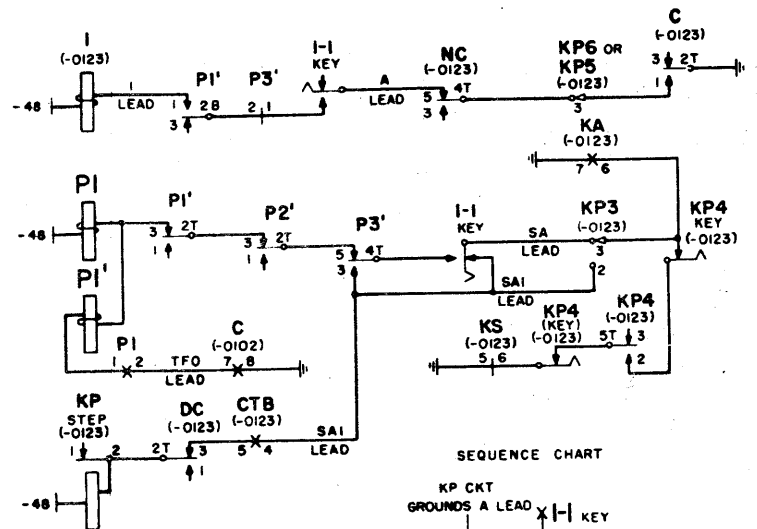 I
(-0123)
- 48
I
LEAD
1
3
P1'
2B
P3'
2
1
1-1
KEY
A
LEAD
NC
(-0123)
5
3
4T
KP6 OR
KP5
(-0123)
3
C
(-0123)
3
1
2T
KA
(-0123)
7
6
P1
- 48
P1'
3
1
2T
P2'
3
1
2T
P3'
5
3
4T
1-1
KEY
SA
LEAD
KP3
(-0123)
3
2
KP4
KEY
(-0123)
SA1
LEAD
P1'
P1
1
2
TFO
LEAD
C
(-0102)
7
8
KS
(-0123)
5
6
KP4
(KEY)
(-0123)
KP4
(-0123)
5T
3
2
KP
STEP
(-0123)
1
2
- 48
DC
(-0123)
2T
3
1
CTB
(-0123)
5
4
SA1
LEAD
SEQUENCE CHART
KP CKT
GROUNDS A LEAD
1-1 KEY